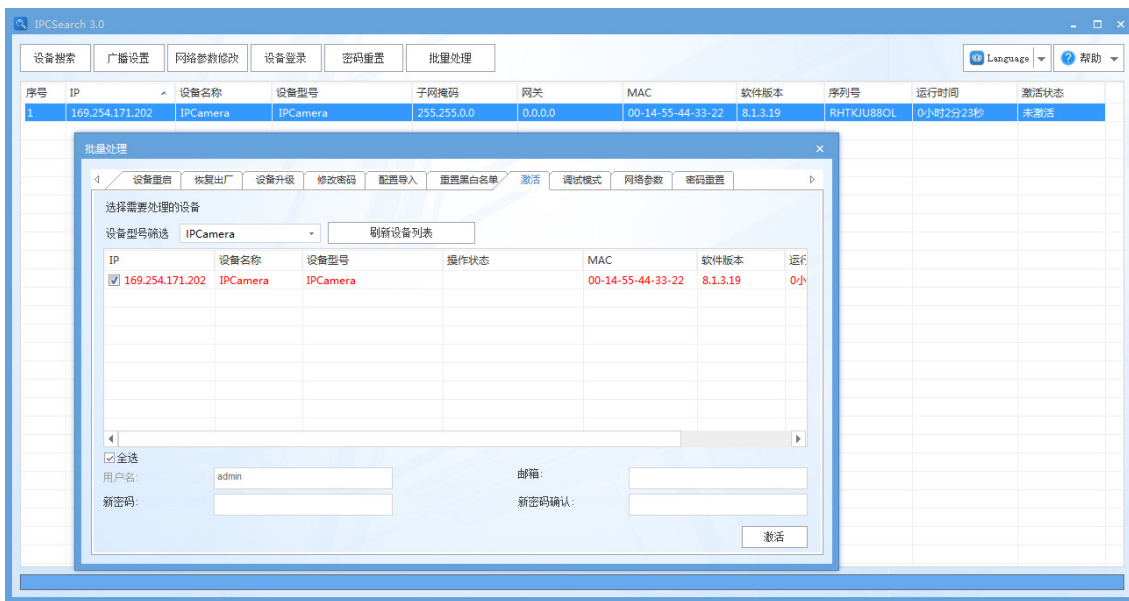 IPCSearch 3.0
设备搜索 广播设置 网络参数修改 设备登录 密码重置 批量处理 Language 帮助
序号 IP 设备名称 设备型号 子网掩码 网关 MAC 软件版本 序列号 运行时间 激活状态
1 169.254.171.202 IPCamera IPCamera 255.255.0.0 0.0.0.0 00-14-55-44-33-22 8.1.3.19 RHTKJU88OL 0小时2分23秒 未激活
批量处理
设备重启 恢复出厂 设备升级 修改密码 配置导入 重置黑白名单 激活 调试模式 网络参数 密码重置
选择需要处理的设备
设备型号筛选 IPCamera 刷新设备列表
IP 设备名称 设备型号 操作状态 MAC 软件版本 运行
169.254.171.202 IPCamera IPCamera 00-14-55-44-33-22 8.1.3.19 0小
全选
用户名: admin 邮箱:
新密码: 新密码确认:
激活